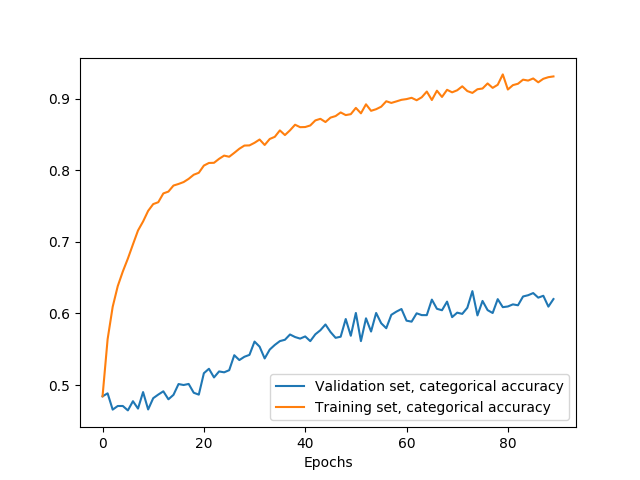 0.9
0.8
0.7
0.6
0.5
Validation set, categorical accuracy
Training set, categorical accuracy
0 20 40 60 80
Epochs